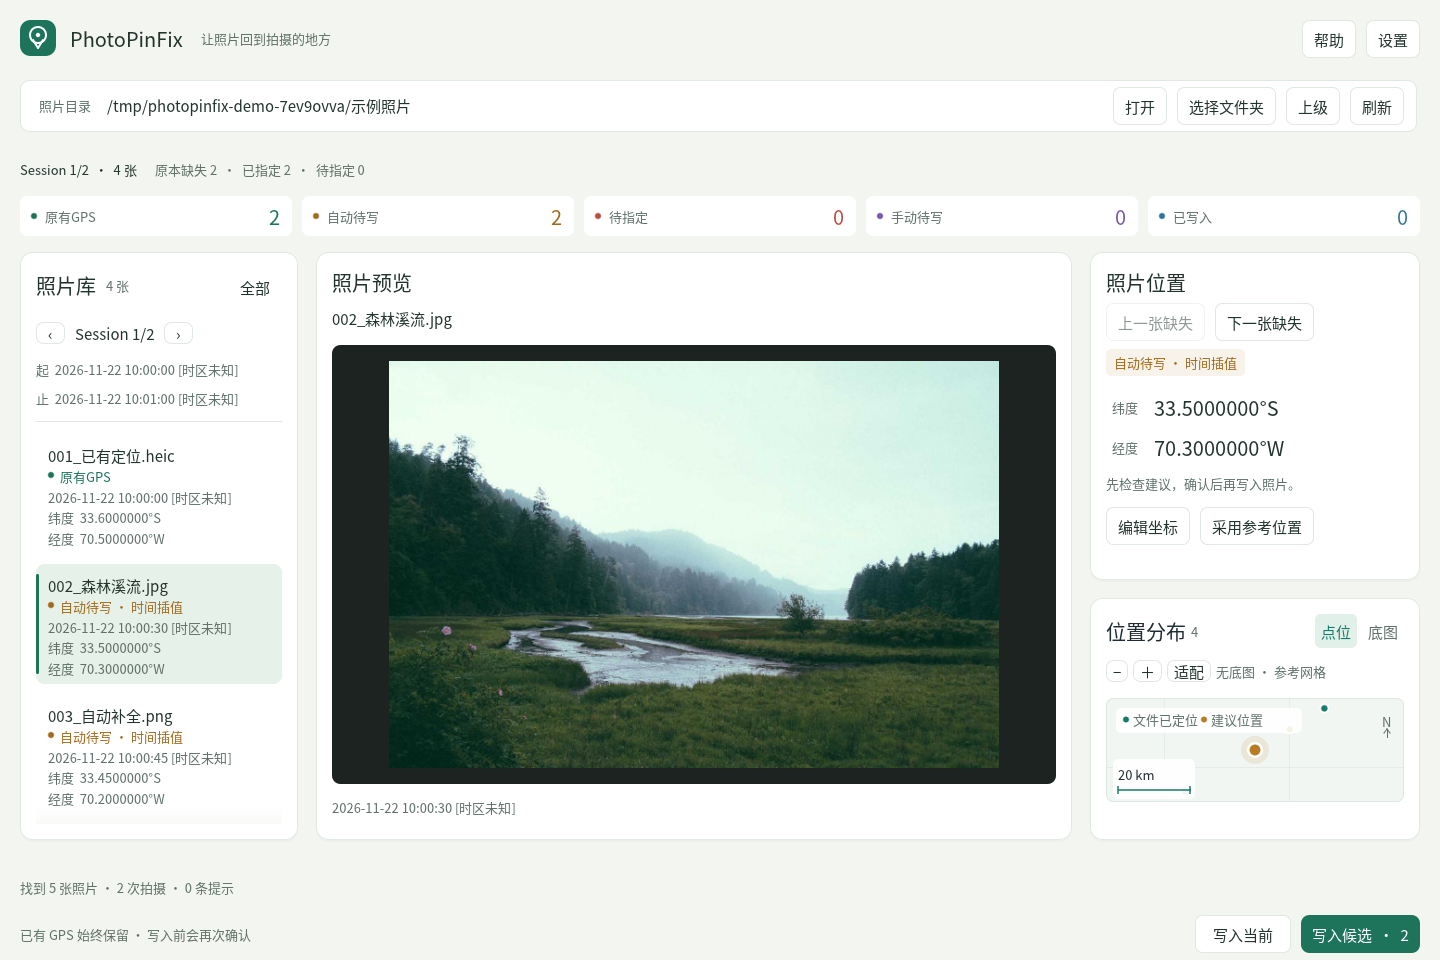 PhotoPinFix 让照片回到拍摄的地方 帮助 设置
照片目录 /tmp/photopinfix-demo-7ev9ovva/示例照片 打开 选择文件夹 上级 刷新
Session 1/2 · 4 张 原本缺失 2 · 已指定 2 · 待指定 0
原有GPS 2 自动待写 2 待指定 0 手动待写 0 已写入 0
照片库 4 张 全部
‹ Session 1/2 ›
起 2026-11-22 10:00:00 [时区未知]
止 2026-11-22 10:01:00 [时区未知]
001_已有定位.heic
原有GPS
2026-11-22 10:00:00 [时区未知]
纬度 33.6000000°S
经度 70.5000000°W
002_森林溪流.jpg
自动待写 · 时间插值
2026-11-22 10:00:30 [时区未知]
纬度 33.5000000°S
经度 70.3000000°W
003_自动补全.png
自动待写 · 时间插值
2026-11-22 10:00:45 [时区未知]
纬度 33.4500000°S
经度 70.2000000°W
照片预览
002_森林溪流.jpg
2026-11-22 10:00:30 [时区未知]
照片位置
上一张缺失 下一张缺失
自动待写 · 时间插值
纬度 33.5000000°S
经度 70.3000000°W
先检查建议，确认后再写入照片。
编辑坐标 采用参考位置
位置分布 4 点位 底图
− + 适配 无底图 · 参考网格
文件已定位 建议位置
N
↑
20 km
找到 5 张照片 · 2 次拍摄 · 0 条提示
已有 GPS 始终保留 · 写入前会再次确认 写入当前 写入候选 · 2